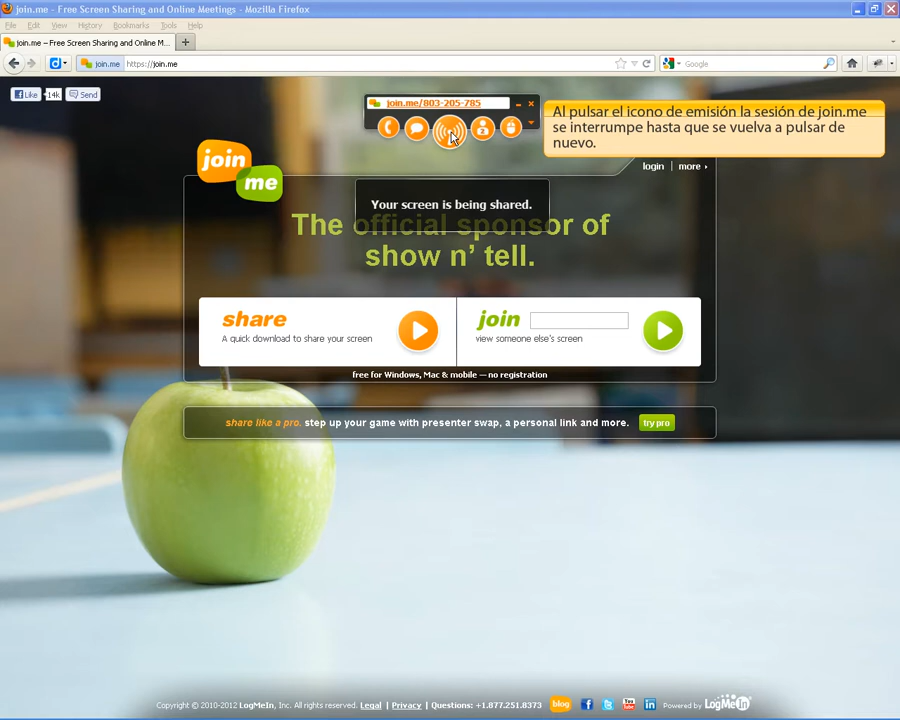 join.me - Free Screen Sharing and Online Meetings - Mozilla Firefox
File Edit View History Bookmarks Tools Help
join.me – Free Screen Sharing and Online M...
join.me https://join.me
Google
Like 14k Send
join.me/803-205-785
Al pulsar el icono de emisión la sesión de join.me
se interrumpe hasta que se vuelva a pulsar de
nuevo.
join
me
login more
Your screen is being shared.
The official sponsor of
show n’ tell.
share
A quick download to share your screen
join
view someone else's screen
free for Windows, Mac & mobile — no registration
share like a pro. step up your game with presenter swap, a personal link and more. try pro
Copyright © 2010-2012 LogMeIn, Inc. All rights reserved. Legal | Privacy | Questions: +1.877.251.8373 blog Powered by LogMeIn